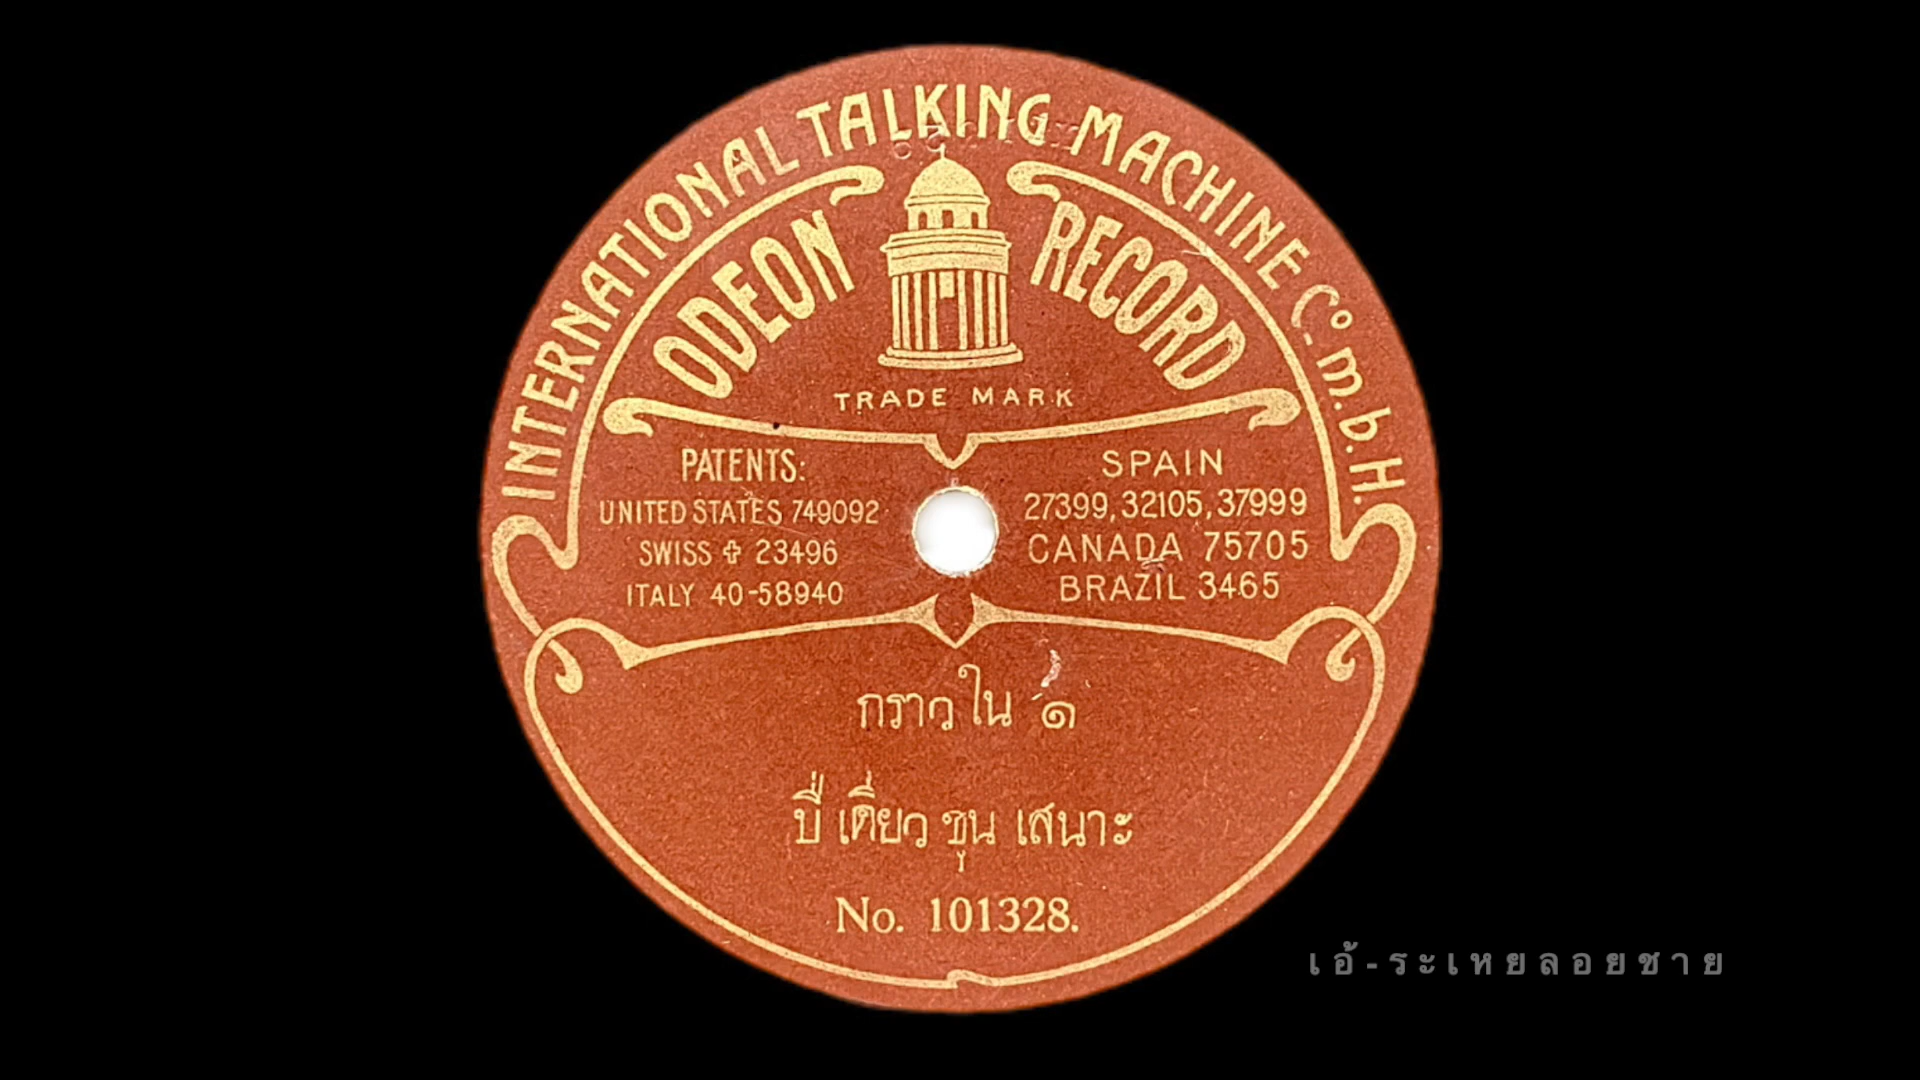 INTERNATIONAL TALKING MACHINE Co. m.b.H.
ODEON RECORD
TRADE MARK
PATENTS:
UNITED STATES 749092
SWISS ✚ 23496
ITALY 40-58940
SPAIN
27399, 32105, 37999
CANADA 75705
BRAZIL 3465
กราวใน ๑
ปี่ เดี่ยว ขุน เสนาะ
No. 101328.
เอ้-ระเหยลอยชาย